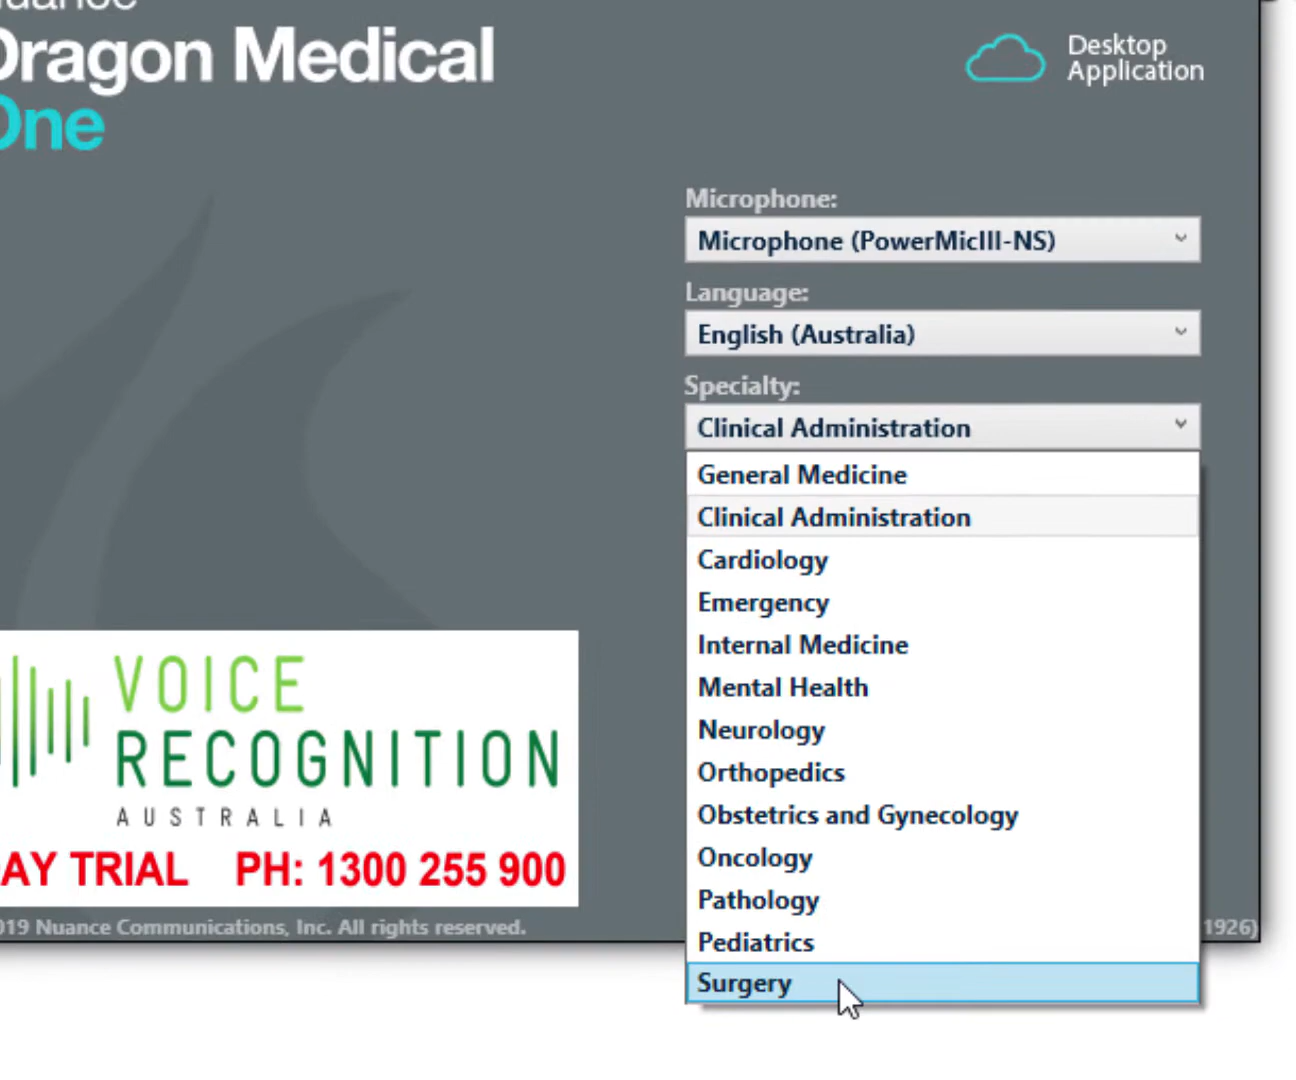 Dragon Medical
One
Desktop
Application
Microphone:
Microphone (PowerMicIII-NS)
Language:
English (Australia)
Specialty:
Clinical Administration
General Medicine
Clinical Administration
Cardiology
Emergency
Internal Medicine
Mental Health
Neurology
Orthopedics
Obstetrics and Gynecology
Oncology
Pathology
Pediatrics
Surgery
VOICE
RECOGNITION
AUSTRALIA
AY TRIAL PH: 1300 255 900
019 Nuance Communications, Inc. All rights reserved.
1926)